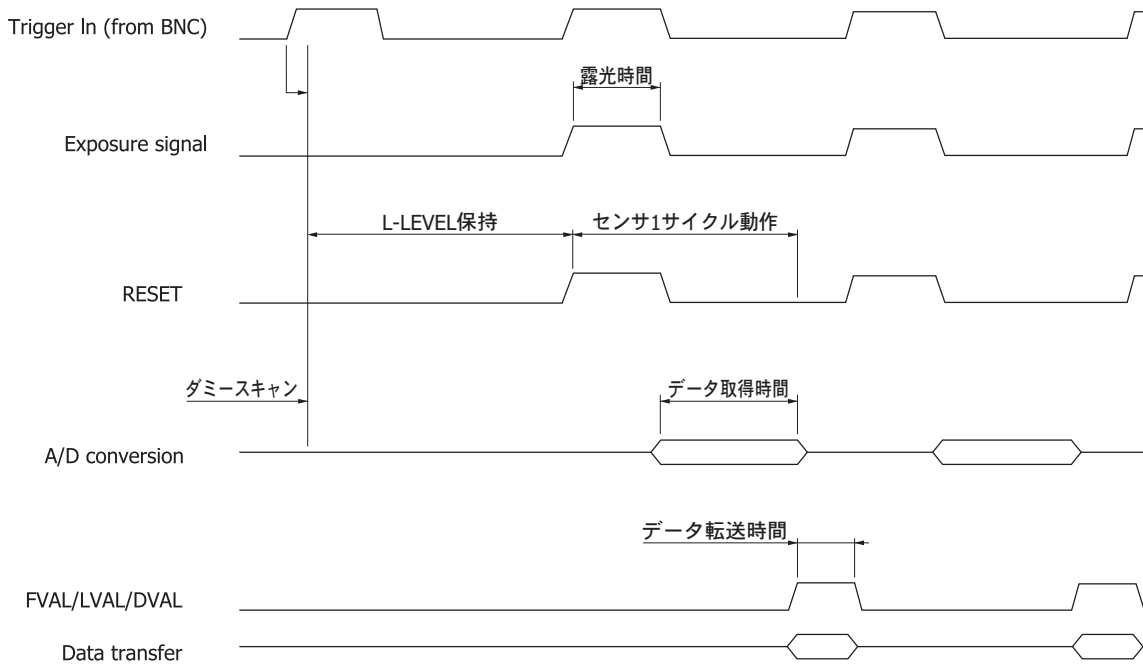 Trigger In (from BNC)
露光時間
Exposure signal
L-LEVEL保持
センサ1サイクル動作
RESET
ダミースキャン
データ取得時間
A/D conversion
データ転送時間
FVAL/LVAL/DVAL
Data transfer